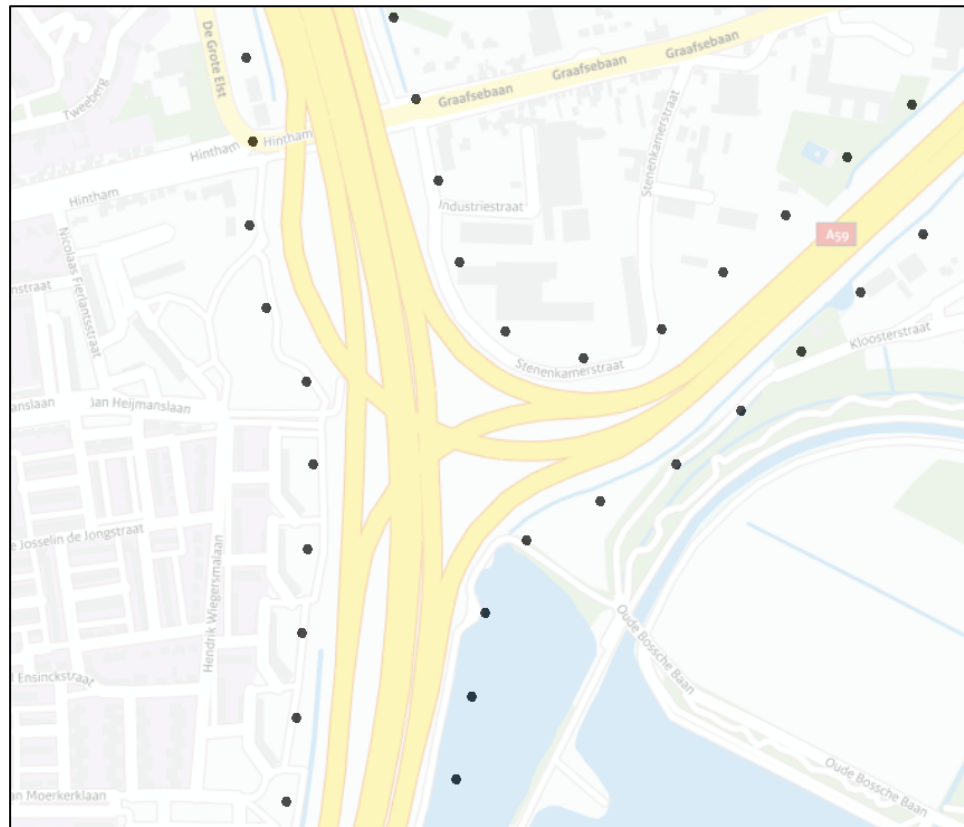 De Grote Elst
Tweeberg
Graafsebaan
Graafsebaan
Graafsebaan
Hintham
Hintham
Hintham
Stenenkamerstraat
Industriestraat
A59
Nicolaas Fierlantsstraat
nstraat
Kloosterstraat
Stenenkamerstraat
anslaan
Jan Heijmanslaan
e Josselin de Jongstraat
Hendrik Wiegersmalaan
Oude Bossche Baan
l Ensinckstraat
Oude Bossche Baan
an Moerkerklaan